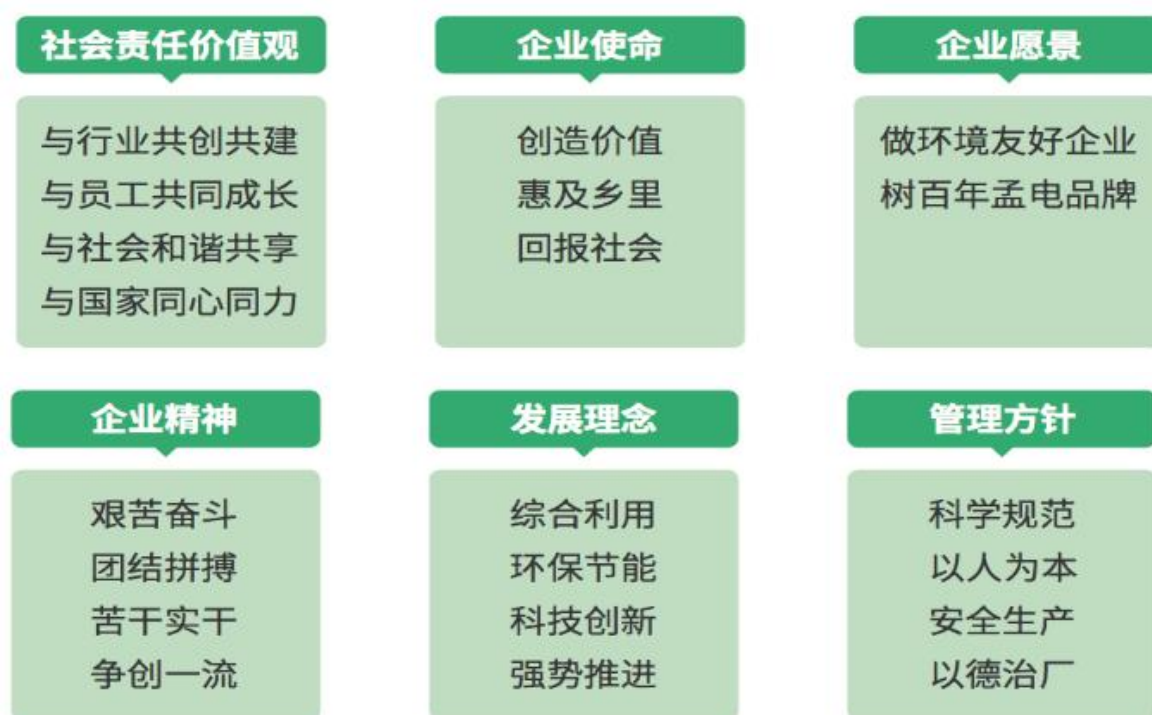 社会责任价值观
与行业共创共建
与员工共同成长
与社会和谐共享
与国家同心同力
企业使命
创造价值
惠及乡里
回报社会
企业愿景
做环境友好企业
树百年孟电品牌
企业精神
艰苦奋斗
团结拼搏
苦干实干
争创一流
发展理念
综合利用
环保节能
科技创新
强势推进
管理方针
科学规范
以人为本
安全生产
以德治厂